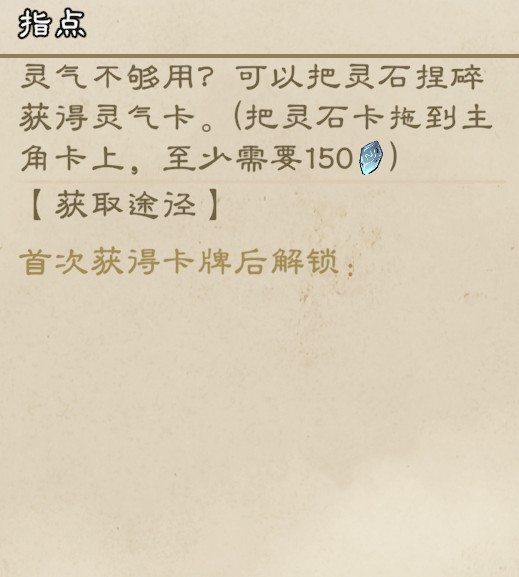 指点
灵气不够用？可以把灵石捏碎
获得灵气卡。(把灵石卡拖到主
角卡上，至少需要150)
【获取途径】
首次获得卡牌后解锁：